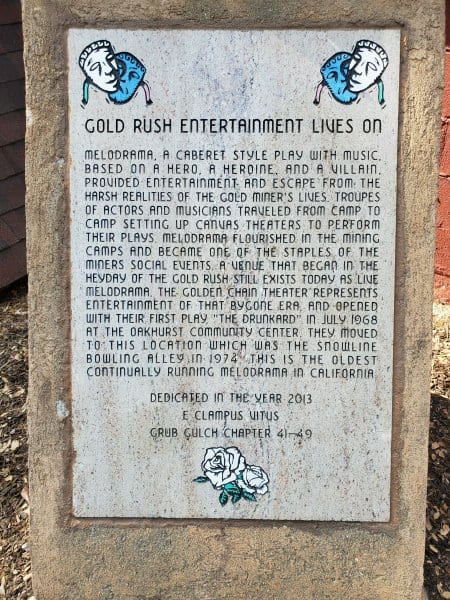 GOLD RUSH ENTERTAINMENT LIVES ON
MELODRAMA, A CABERET STYLE PLAY WITH MUSIC,
BASED ON A HERO, A HEROINE, AND A VILLAIN,
PROVIDED ENTERTAINMENT AND ESCAPE FROM THE
HARSH REALITIES OF THE GOLD MINER'S LIVES. TROUPES
OF ACTORS AND MUSICIANS TRAVELED FROM CAMP TO
CAMP SETTING UP CANVAS THEATERS TO PERFORM
THEIR PLAYS. MELODRAMA FLOURISHED IN THE MINING
CAMPS AND BECAME ONE OF THE STAPLES OF THE
MINERS SOCIAL EVENTS. A VENUE THAT BEGAN IN THE
HEYDAY OF THE GOLD RUSH STILL EXISTS TODAY AS LIVE
MELODRAMA. THE GOLDEN CHAIN THEATER REPRESENTS
ENTERTAINMENT OF THAT BYGONE ERA, AND OPENED
WITH THEIR FIRST PLAY, "THE DRUNKARD" IN JULY 1968
AT THE OAKHURST COMMUNITY CENTER. THEY MOVED
TO THIS LOCATION WHICH WAS THE SNOWLINE
BOWLING ALLEY IN 1974. THIS IS THE OLDEST
CONTINUALLY RUNNING MELODRAMA IN CALIFORNIA.
DEDICATED IN THE YEAR 2013
E CLAMPUS VITUS
GRUB GULCH CHAPTER 41-49